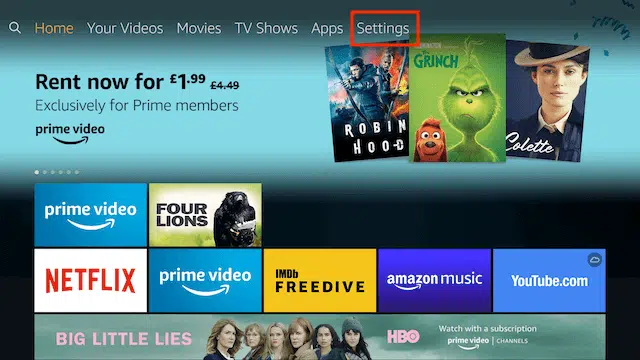 Home Your Videos Movies TV Shows Apps Settings
Rent now for £1.99 £4.49
Exclusively for Prime members
prime video
ROBIN
HOOD
GRINCH
Colette
prime video
FOUR
LIONS
NETFLIX
prime video
IMDb
FREEDIVE
amazon music
YouTube.com
BIG LITTLE LIES
HBO
Watch with a subscription
prime video | CHANNELS